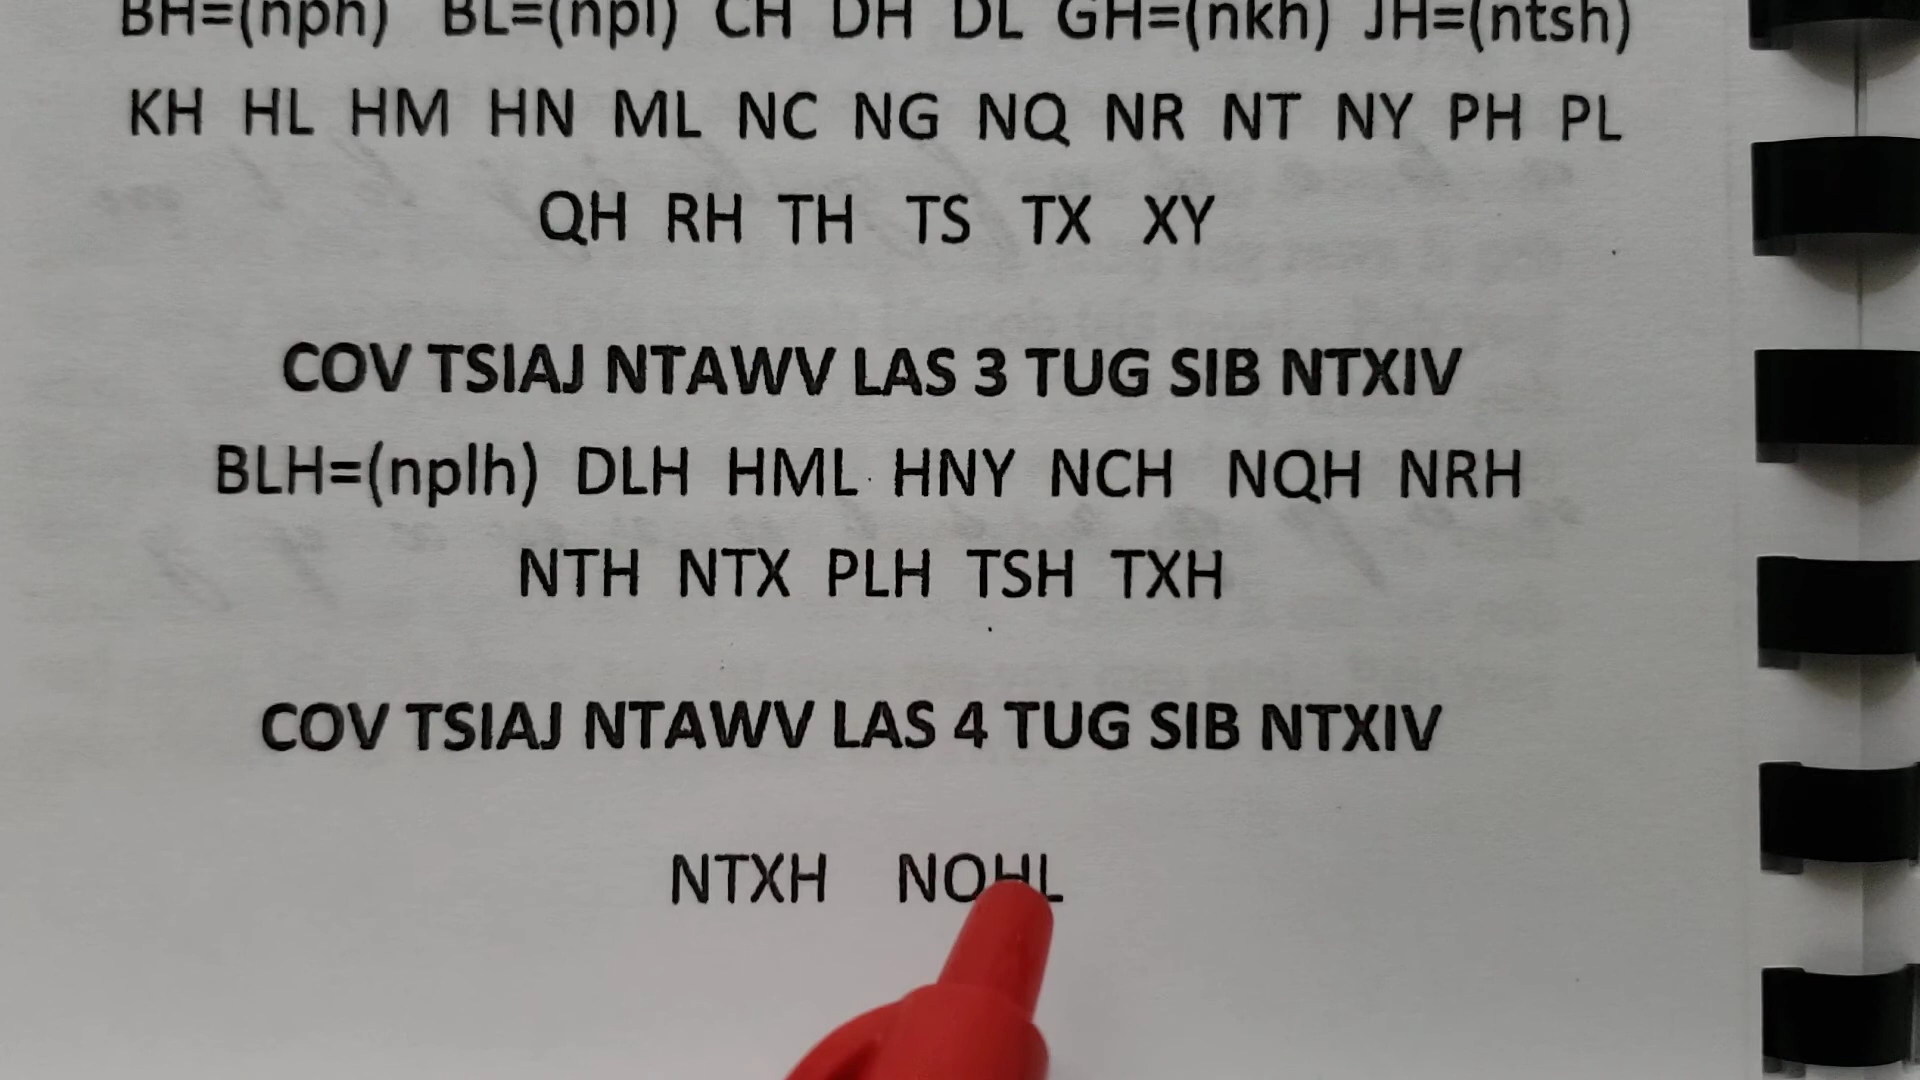 BH=(nph) BL=(npl) CH DH DL GH=(nkh) JH=(ntsh)
KH HL HM HN ML NC NG NQ NR NT NY PH PL
QH RH TH TS TX XY
COV TSIAJ NTAWV LAS 3 TUG SIB NTXIV
BLH=(nplh) DLH HML HNY NCH NQH NRH
NTH NTX PLH TSH TXH
COV TSIAJ NTAWV LAS 4 TUG SIB NTXIV
NTXH